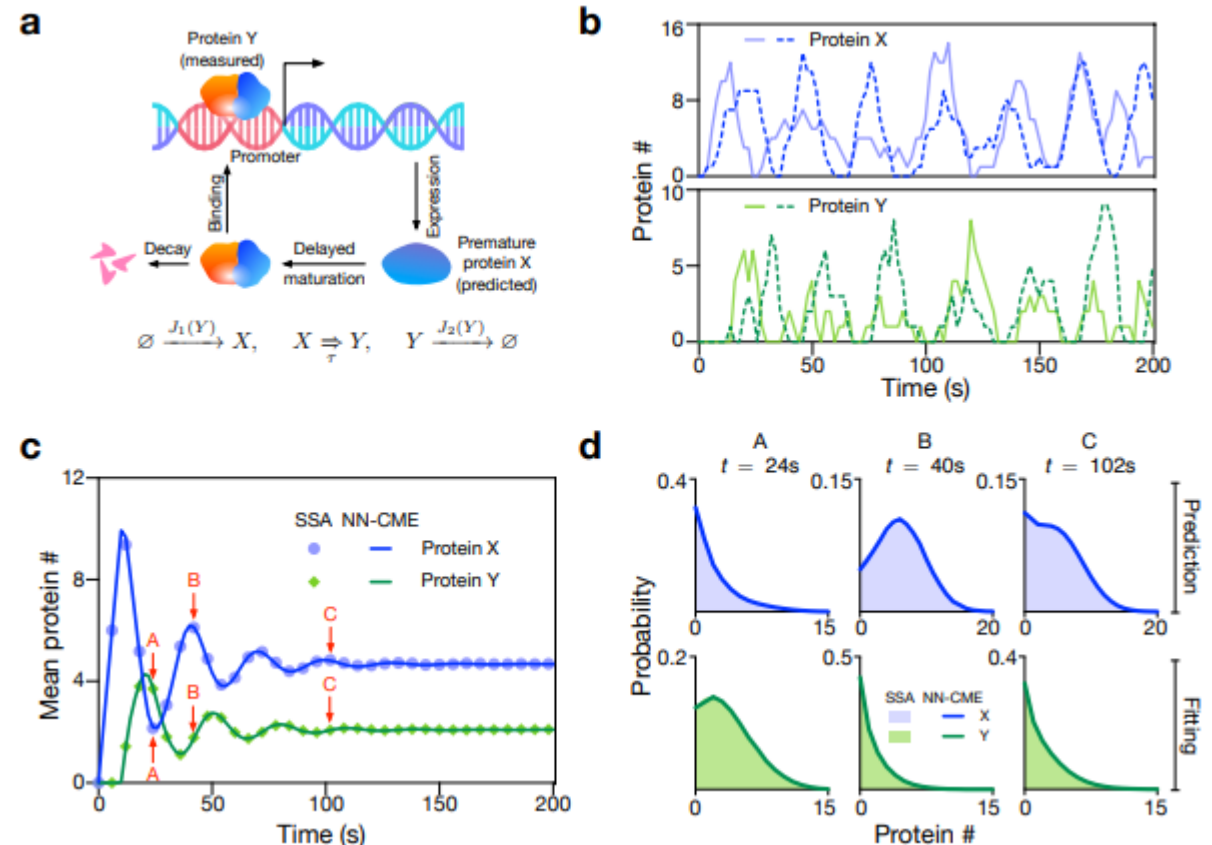 a
Protein Y
(measured)
Promoter
Binding
Expression
Decay
Delayed
maturation
Premature
protein X
(predicted)
∅ J₁(Y)→ X, X ⇒τ Y, Y J₂(Y)→ ∅
b
Protein #
16
8
0
Protein X
10
5
0
Protein Y
0 50 100 150 200
Time (s)
c
Mean protein #
12
8
4
0
SSA NN-CME
Protein X
Protein Y
A
B
C
A
B
C
0 50 100 150 200
Time (s)
d
A B C
t = 24s t = 40s t = 102s
Probability
0.4 0.15 0.15
0 15 0 20 0 20
Prediction
0.2 0.5 0.4
SSA NN-CME
X
Y
0 15 0 15 0 15
Fitting
Protein #